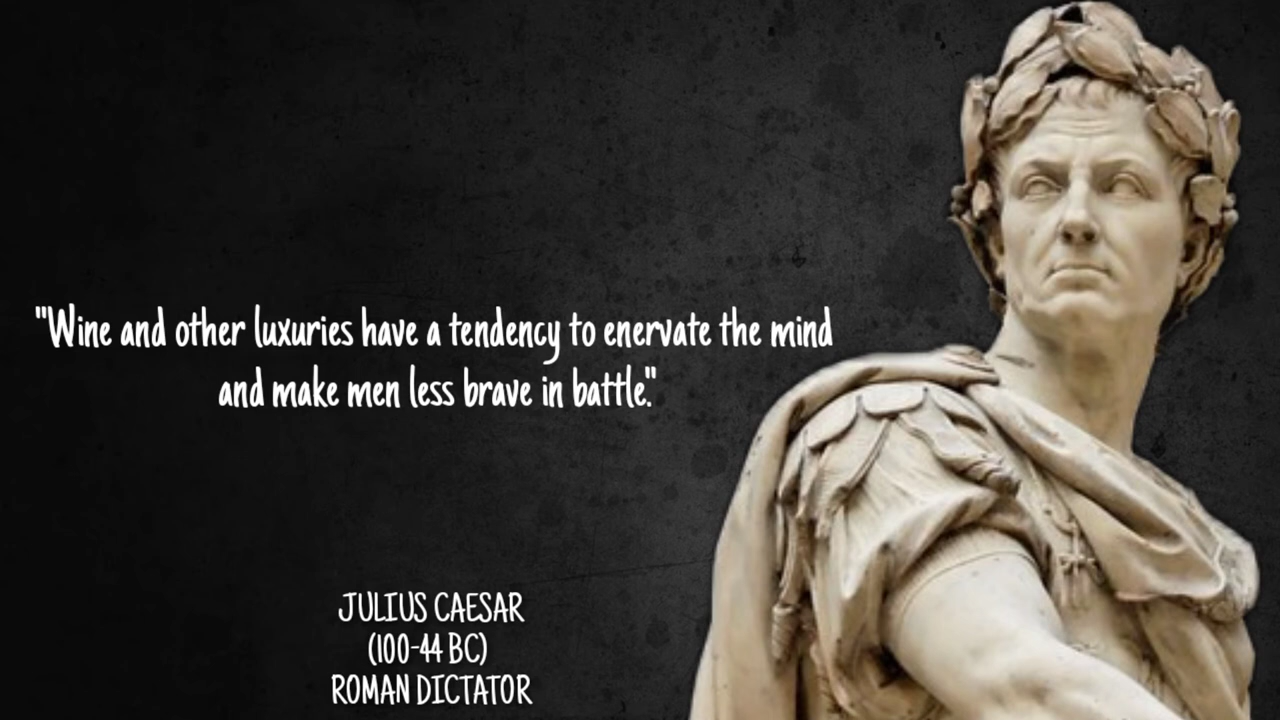 "Wine and other luxuries have a tendency to enervate the mind
and make men less brave in battle."
JULIUS CAESAR
(100-44 BC)
ROMAN DICTATOR